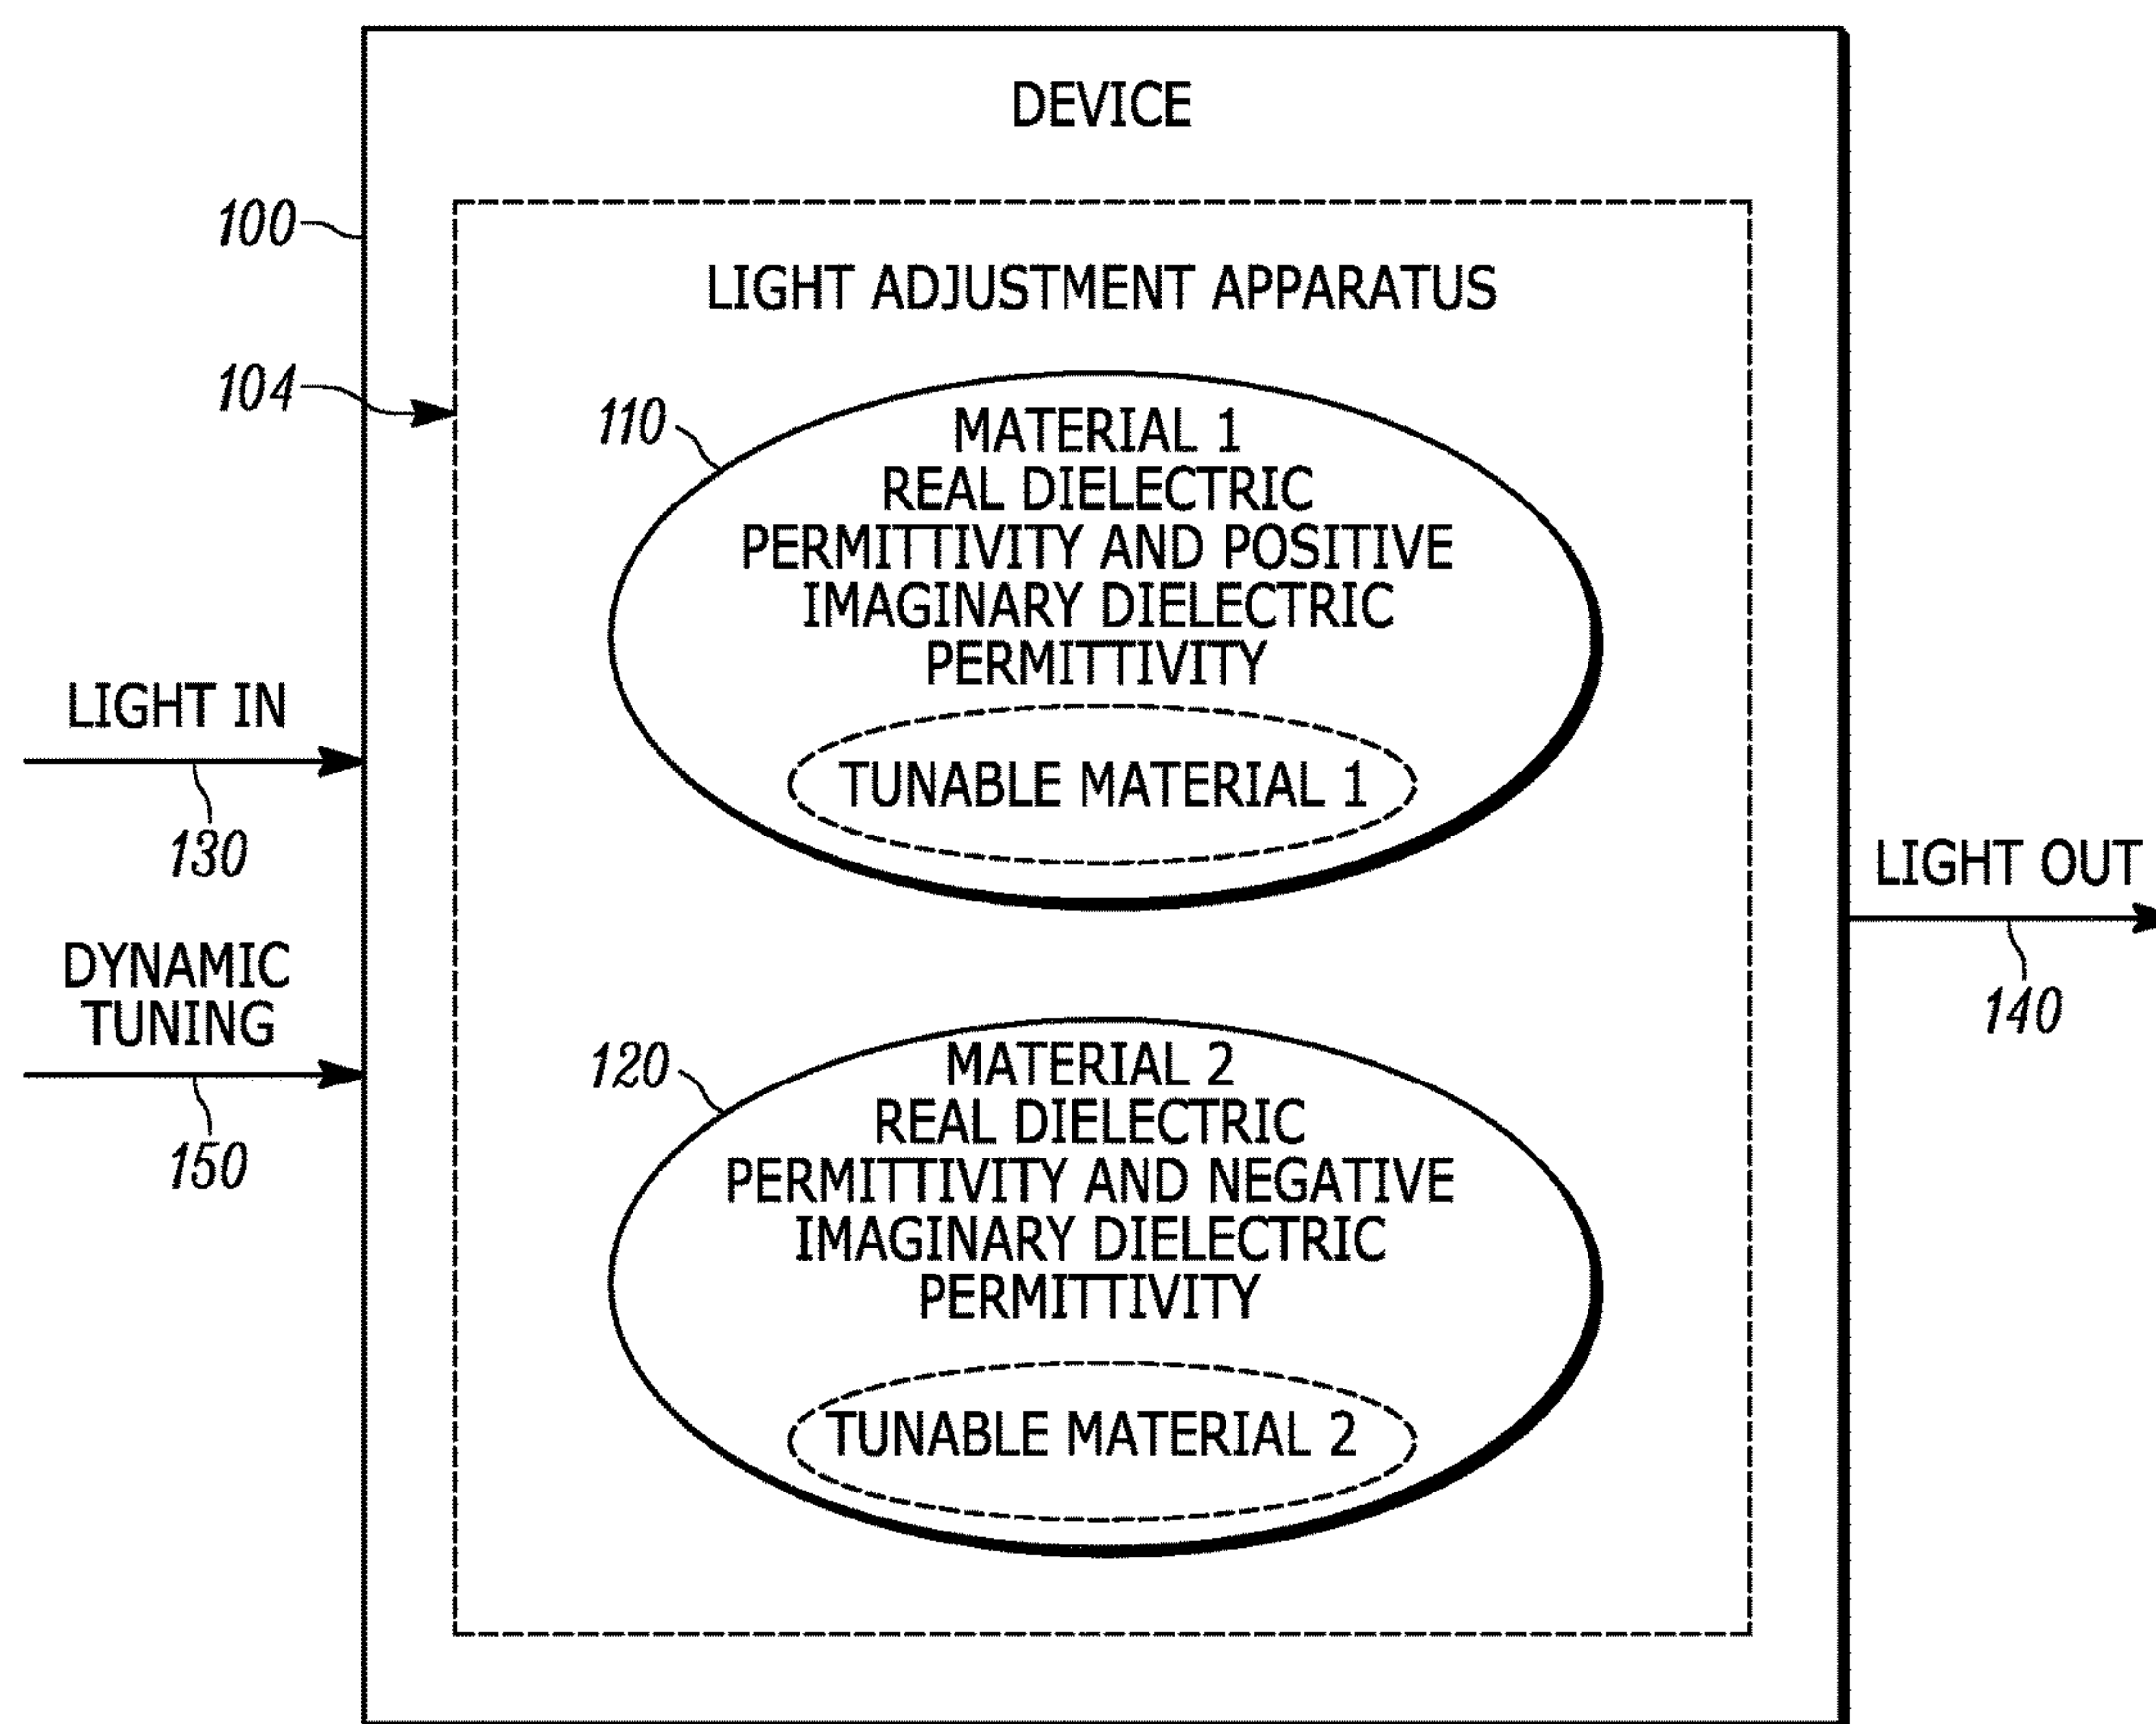 DEVICE
100
LIGHT ADJUSTMENT APPARATUS
104
110
MATERIAL 1
REAL DIELECTRIC
PERMITTIVITY AND POSITIVE
IMAGINARY DIELECTRIC
PERMITTIVITY
TUNABLE MATERIAL 1
LIGHT IN
130
LIGHT OUT
140
DYNAMIC
TUNING
150
120
MATERIAL 2
REAL DIELECTRIC
PERMITTIVITY AND NEGATIVE
IMAGINARY DIELECTRIC
PERMITTIVITY
TUNABLE MATERIAL 2